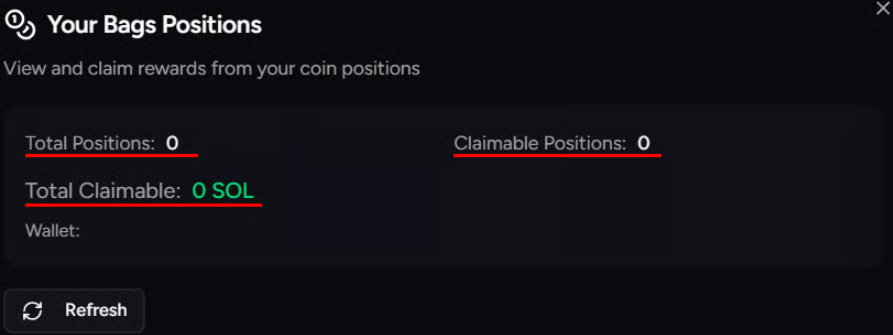 Your Bags Positions
View and claim rewards from your coin positions
Total Positions: 0
Claimable Positions: 0
Total Claimable: 0 SOL
Wallet:
Refresh